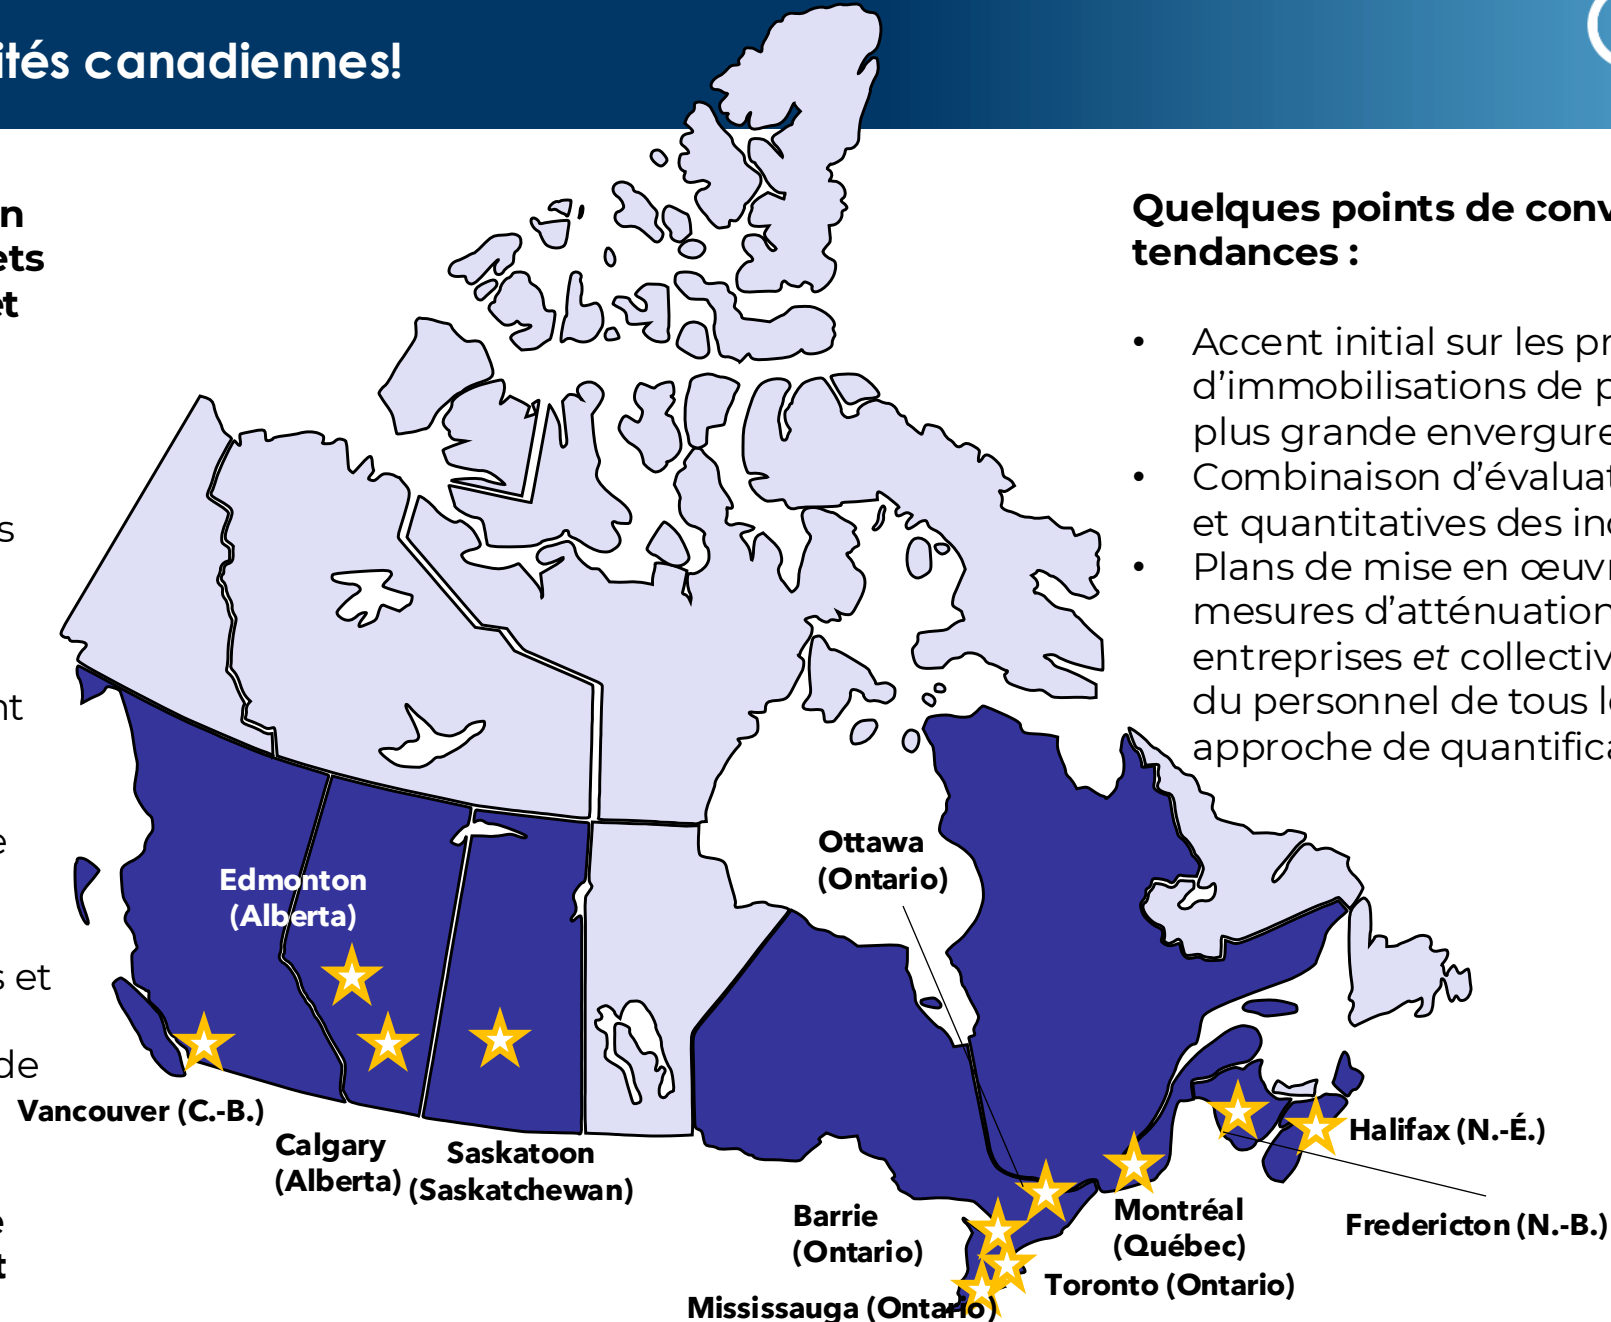 ités canadiennes!
n
ets
et
s
nt
e
s et
de
e
t
Quelques points de conv
tendances :
• Accent initial sur les pr
d’immobilisations de p
plus grande envergure
• Combinaison d’évaluat
et quantitatives des inc
• Plans de mise en œuvr
mesures d’atténuation
entreprises et collectiv
du personnel de tous l
approche de quantifica
Ottawa
(Ontario)
Edmonton
(Alberta)
Vancouver (C.-B.)
Calgary
(Alberta)
Saskatoon
(Saskatchewan)
Barrie
(Ontario)
Mississauga (Ontario)
Toronto (Ontario)
Montréal
(Québec)
Halifax (N.-É.)
Fredericton (N.-B.)